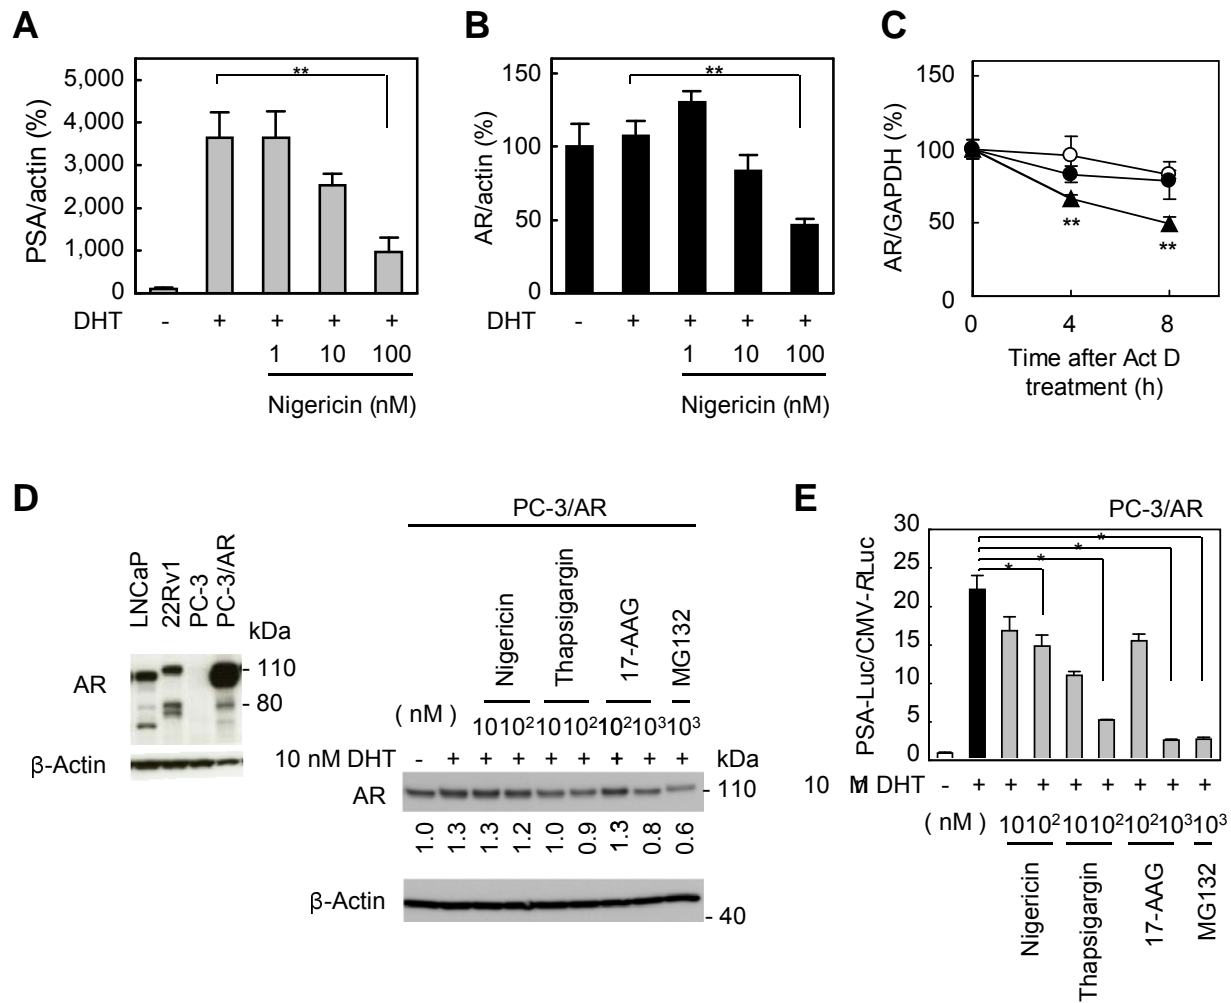 A
PSA/actin (%)
5,000
4,000
3,000
2,000
1,000
0
**
DHT - + + + +
1 10 100
Nigericin (nM)
B
AR/actin (%)
150
100
50
0
**
DHT - + + + +
1 10 100
Nigericin (nM)
C
AR/GAPDH (%)
150
100
50
0
**
**
0 4 8
Time after Act D
treatment (h)
D
LNCaP
22Rv1
PC-3
PC-3/AR
kDa
AR
- 110
- 80
β-Actin
PC-3/AR
Nigericin
Thapsigargin
17-AAG
MG132
( nM ) 10 10² 10 10² 10² 10³ 10³
10 nM DHT - + + + + + + + +
kDa
AR
- 110
1.0 1.3 1.3 1.2 1.0 0.9 1.3 0.8 0.6
β-Actin
- 40
E
PC-3/AR
PSA-Luc/CMV-RLuc
30
25
20
15
10
5
0
*
*
*
*
10 nM DHT - + + + + + + + +
( nM ) 10 10² 10 10² 10² 10³ 10³
Nigericin
Thapsigargin
17-AAG
MG132